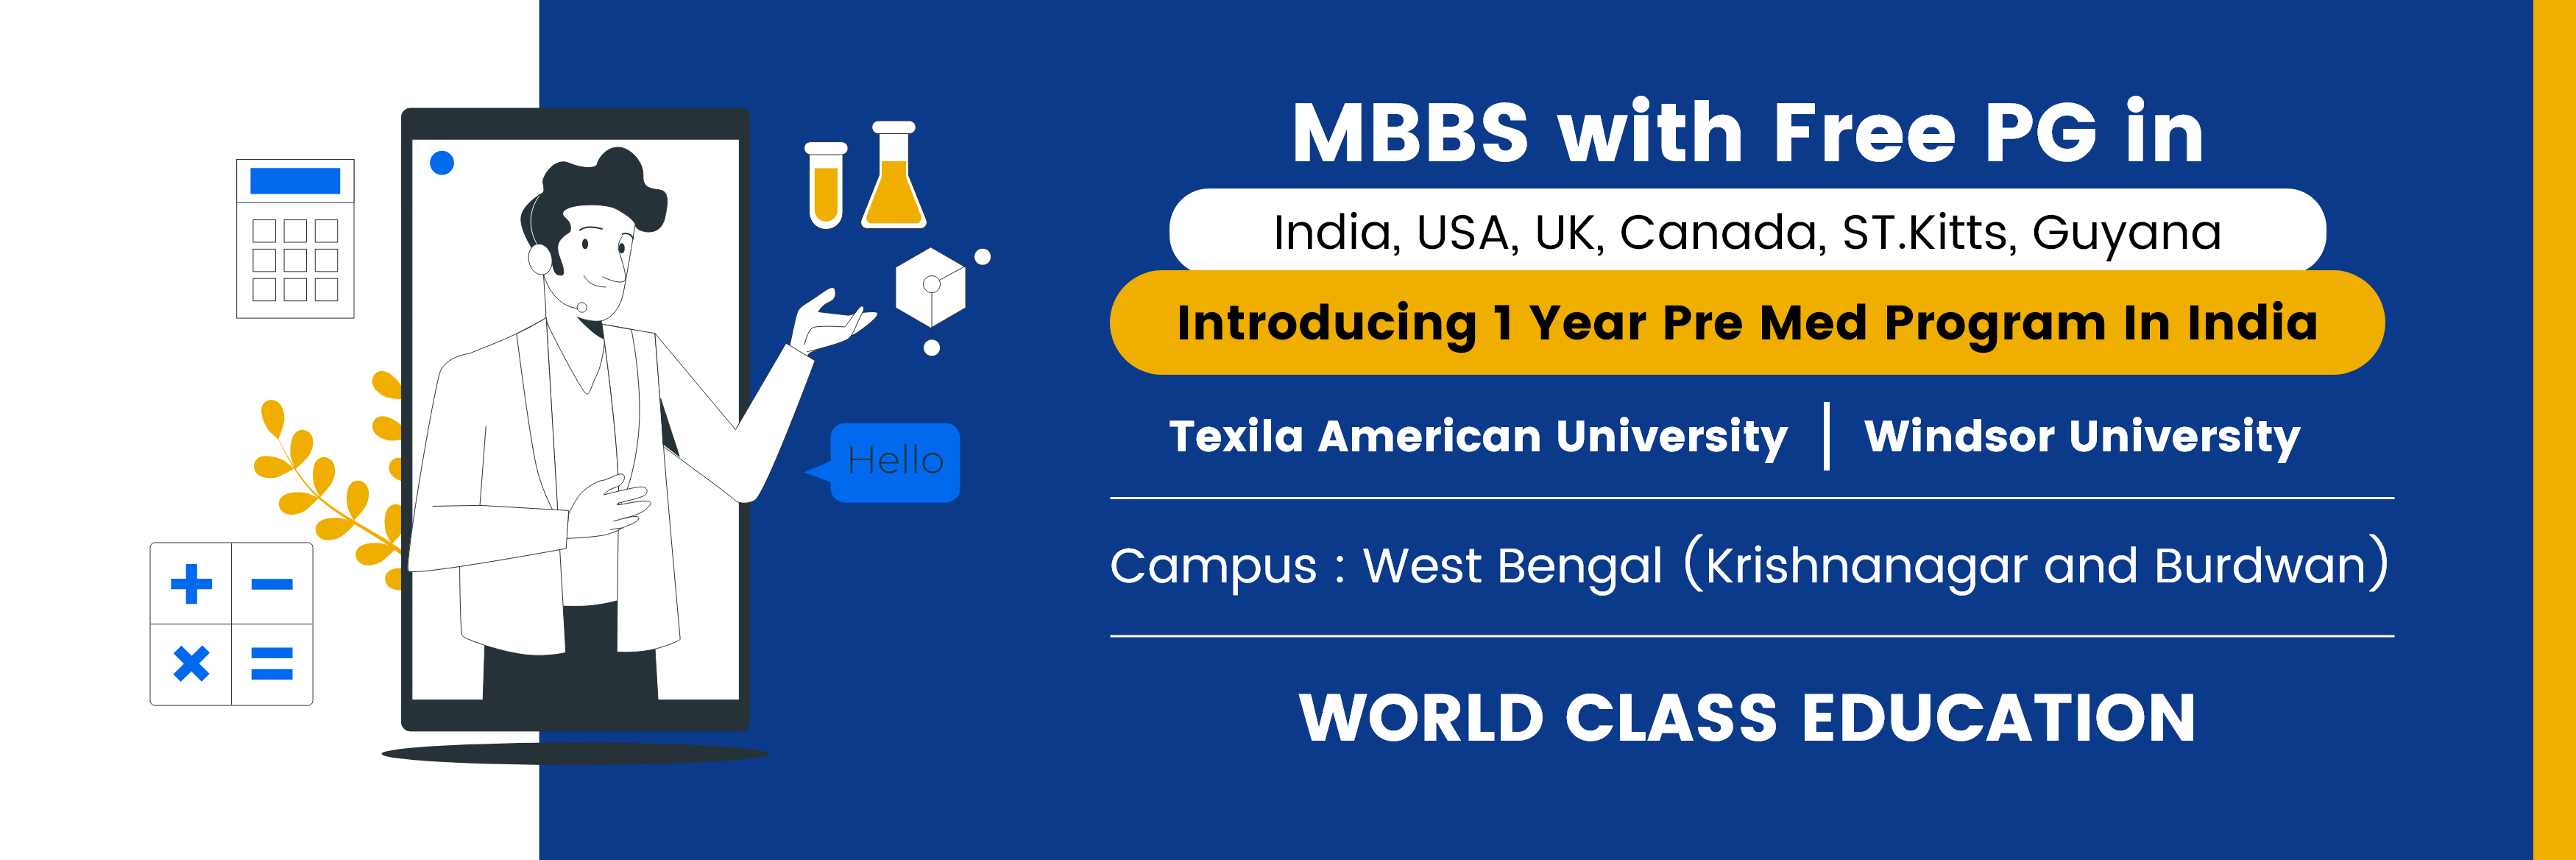 MBBS with Free PG in
India, USA, UK, Canada, ST.Kitts, Guyana
Introducing 1 Year Pre Med Program In India
Texila American University | Windsor University
Hello
Campus : West Bengal (Krishnanagar and Burdwan)
WORLD CLASS EDUCATION